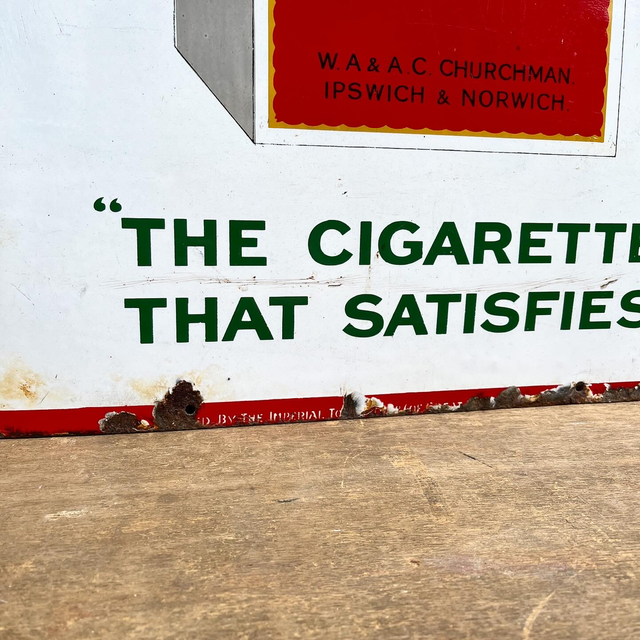 W. A & A. C. CHURCHMAN
IPSWICH & NORWICH.
“THE CIGARETTE
THAT SATISFIES
BY THE IMPERIAL